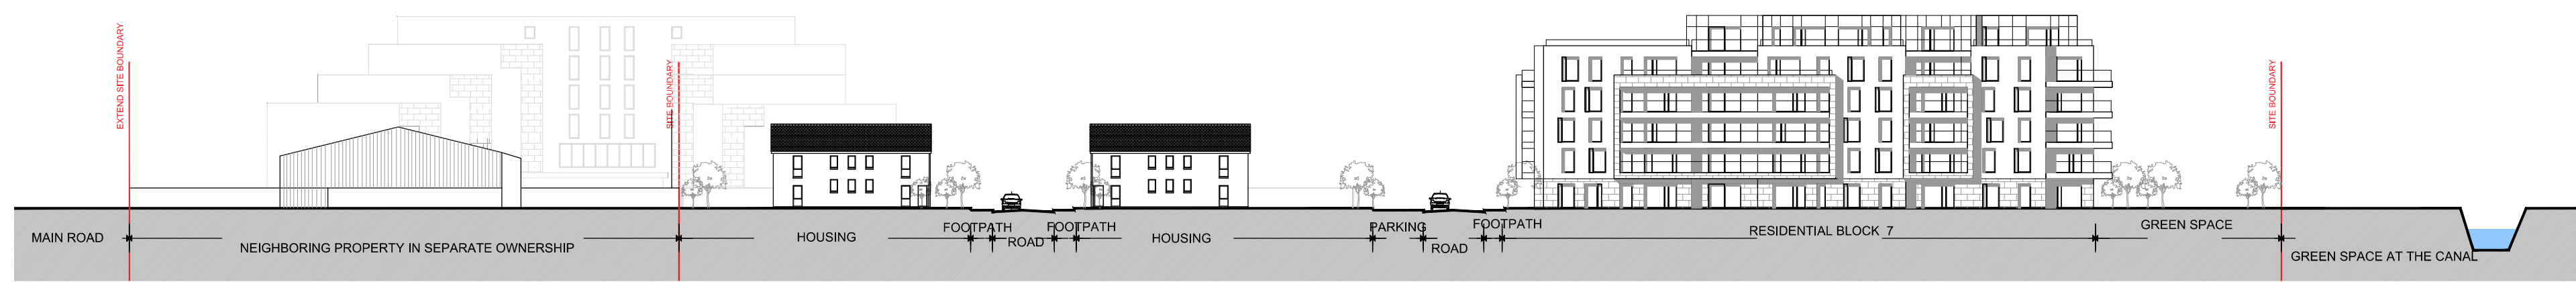 EXTEND SITE BOUNDARY
SITE BOUNDARY
SITE BOUNDARY
MAIN ROAD
NEIGHBORING PROPERTY IN SEPARATE OWNERSHIP
HOUSING
FOOTPATH
ROAD
FOOTPATH
HOUSING
PARKING
ROAD
FOOTPATH
RESIDENTIAL BLOCK 7
GREEN SPACE
GREEN SPACE AT THE CANAL